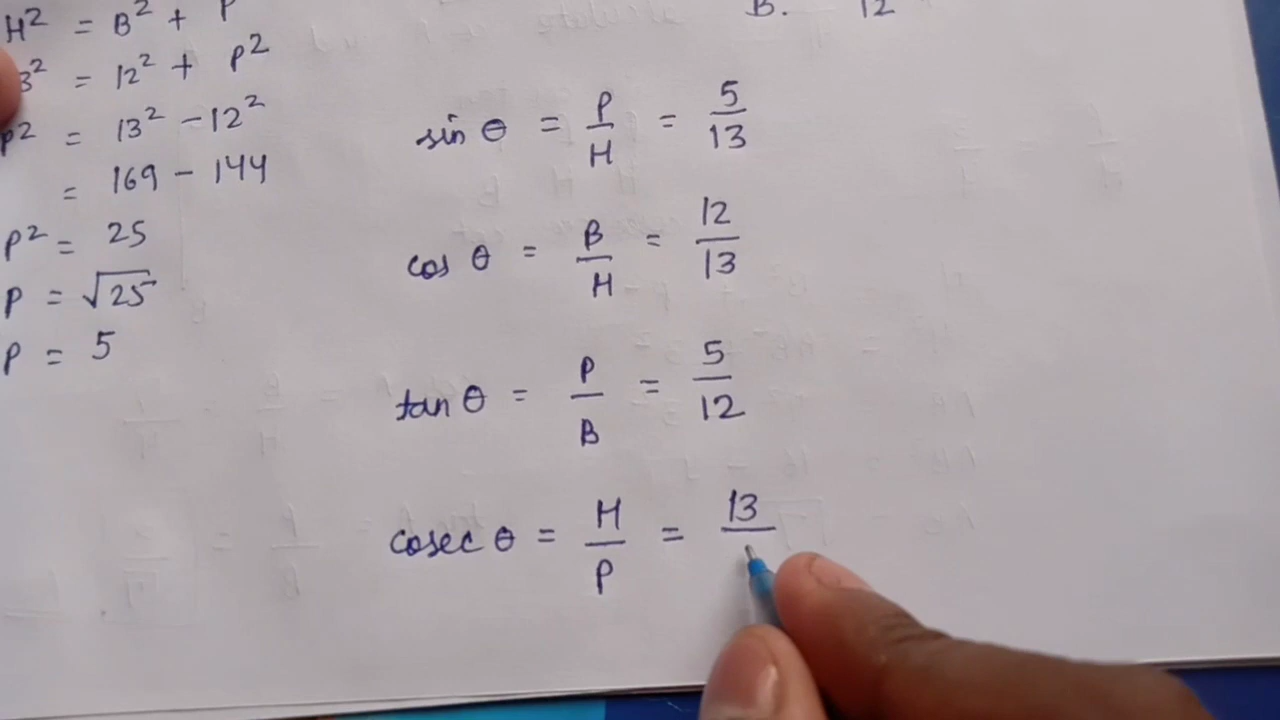 H² = B² + P
3² = 12² + P²
P² = 13² - 12²
= 169 - 144
P² = 25
P = √25
P = 5
B. 12
sin θ = P/H = 5/13
cos θ = B/H = 12/13
tan θ = P/B = 5/12
cosec θ = H/P = 13/